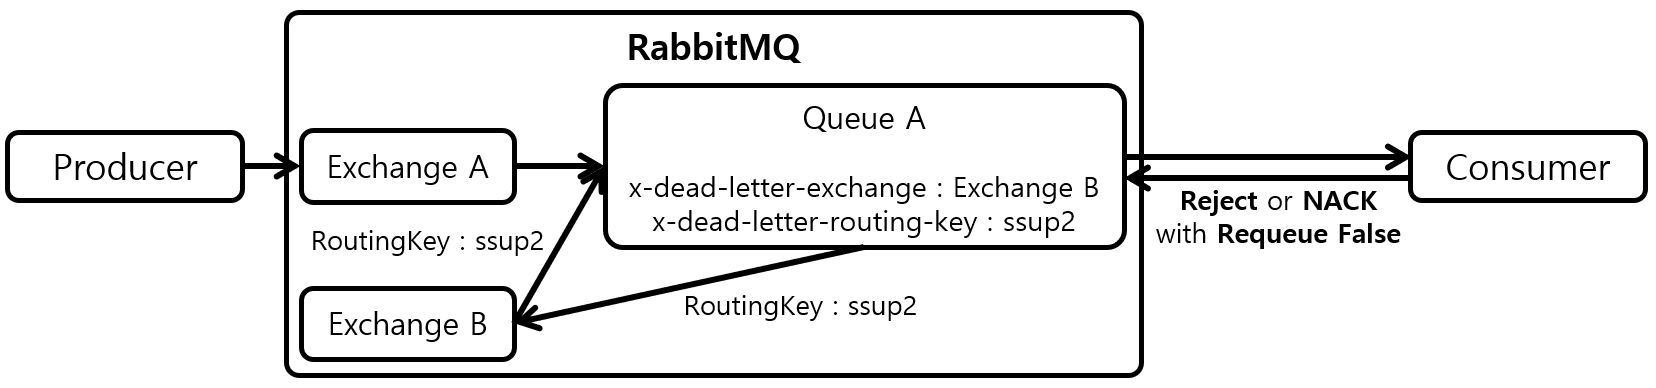 RabbitMQ
Producer
Exchange A
Queue A
x-dead-letter-exchange : Exchange B
x-dead-letter-routing-key : ssup2
Consumer
Reject or NACK
with Requeue False
RoutingKey : ssup2
Exchange B
RoutingKey : ssup2